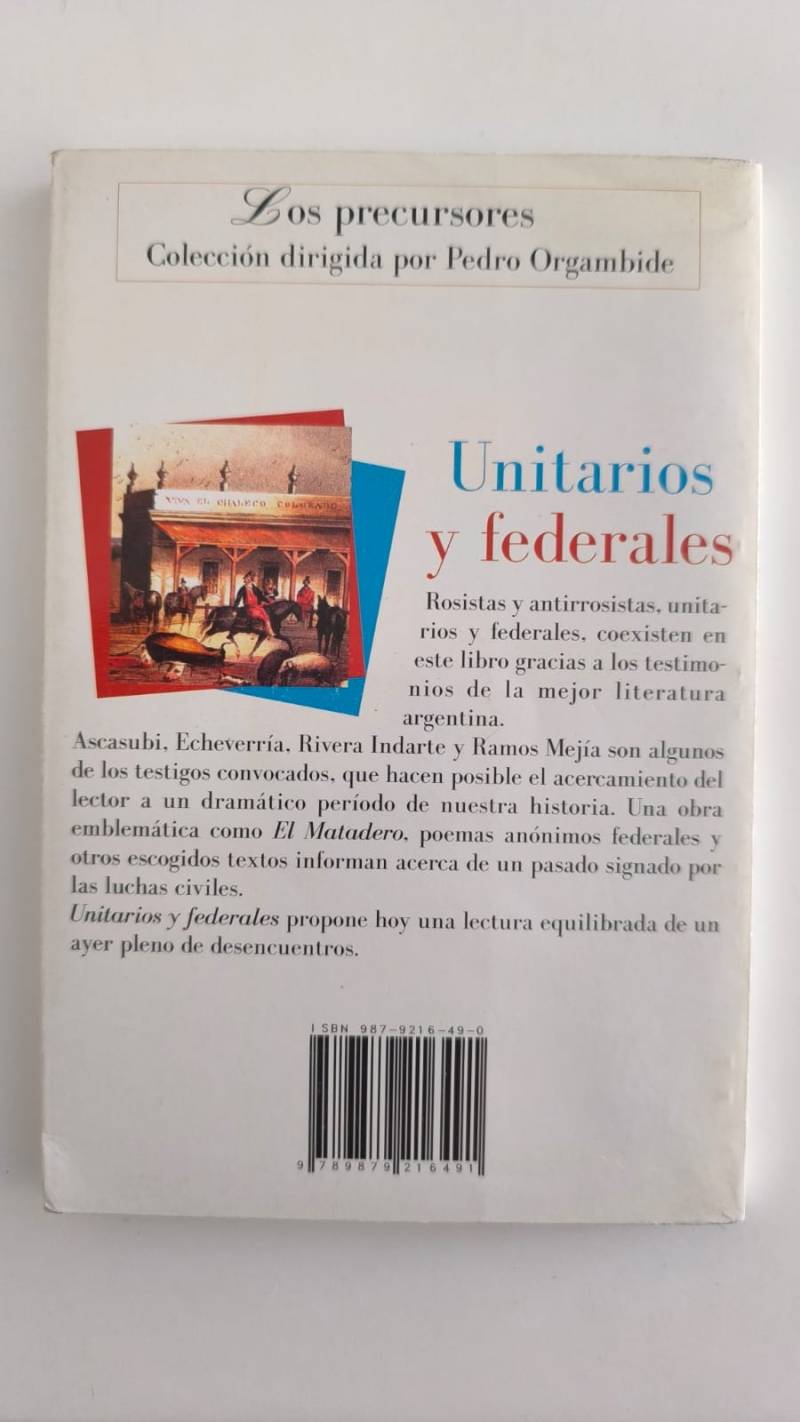 Los precursores
Colección dirigida por Pedro Orgambide
VIVA EL CHALECO COLORADO
Unitarios
y federales
Rosistas y antirrosistas, unita-
rios y federales, coexisten en
este libro gracias a los testimo-
nios de la mejor literatura
argentina.
Ascasubi, Echeverría, Rivera Indarte y Ramos Mejía son algunos
de los testigos convocados, que hacen posible el acercamiento del
lector a un dramático período de nuestra historia. Una obra
emblemática como El Matadero, poemas anónimos federales y
otros escogidos textos informan acerca de un pasado signado por
las luchas civiles.
Unitarios y federales propone hoy una lectura equilibrada de un
ayer pleno de desencuentros.
ISBN 987-9216-49-0
9 789879 216491